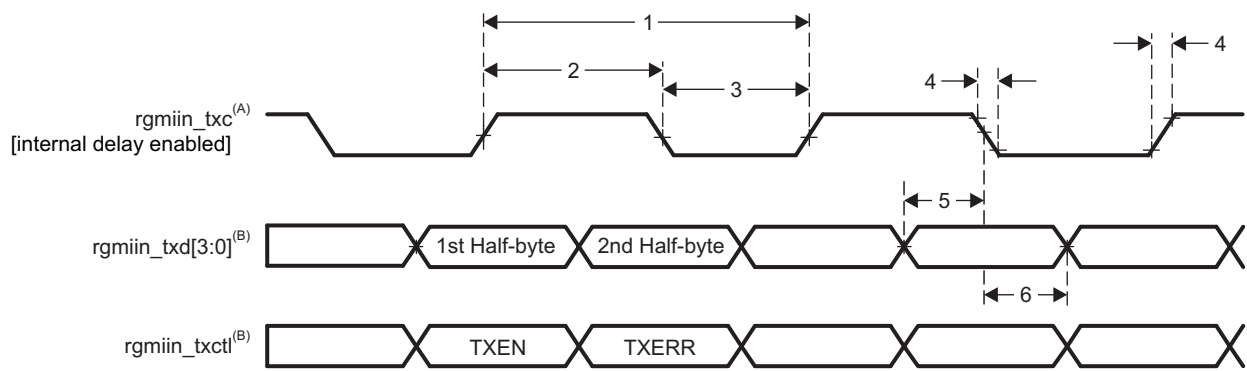 1
2
3
4
4
rgmiin_txc(A)
[internal delay enabled]
5
rgmiin_txd[3:0](B)
1st Half-byte
2nd Half-byte
6
rgmiin_txctl(B)
TXEN
TXERR